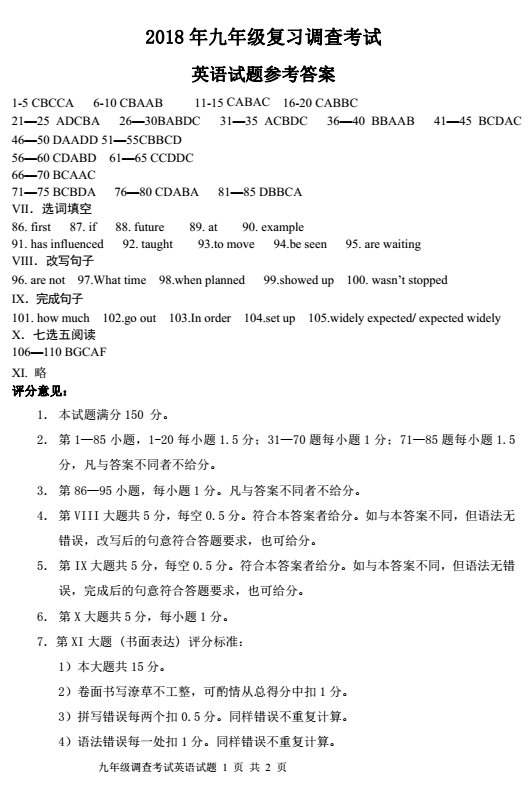 2018 年九年级复习调查考试
英语试题参考答案
1-5 CBCCA 6-10 CBAAB 11-15 CABAC 16-20 CABBC
21—25 ADCBA 26—30BABDC 31—35 ACBDC 36—40 BBAAB 41—45 BCDAC
46—50 DAADD 51—55CBBCD
56—60 CDABD 61—65 CCDDC
66—70 BCAAC
71—75 BCBDA 76—80 CDABA 81—85 DBBCA
VII．选词填空
86. first 87. if 88. future 89. at 90. example
91. has influenced 92. taught 93.to move 94.be seen 95. are waiting
VIII．改写句子
96. are not 97.What time 98.when planned 99.showed up 100. wasn’t stopped
IX．完成句子
101. how much 102.go out 103.In order 104.set up 105.widely expected/ expected widely
X．七选五阅读
106—110 BGCAF
XI. 略
评分意见：
1． 本试题满分 150 分。
2． 第 1—85 小题，1-20 每小题 1.5 分；31—70 题每小题 1 分；71—85 题每小题 1.5
分，凡与答案不同者不给分。
3． 第 86—95 小题，每小题 1 分。凡与答案不同者不给分。
4． 第 VIII 大题共 5 分，每空 0.5 分。符合本答案者给分。如与本答案不同，但语法无
错误，改写后的句意符合答题要求，也可给分。
5． 第 IX 大题共 5 分，每空 0.5 分。符合本答案者给分。如与本答案不同，但语法无错
误，完成后的句意符合答题要求，也可给分。
6． 第 X 大题共 5 分，每小题 1 分。
7．第 XI 大题 (书面表达) 评分标准：
1）本大题共 15 分。
2）卷面书写潦草不工整，可酌情从总得分中扣 1 分。
3）拼写错误每两个扣 0.5 分。同样错误不重复计算。
4）语法错误每一处扣 1 分。同样错误不重复计算。
九年级调查考试英语试题 1 页 共 2 页